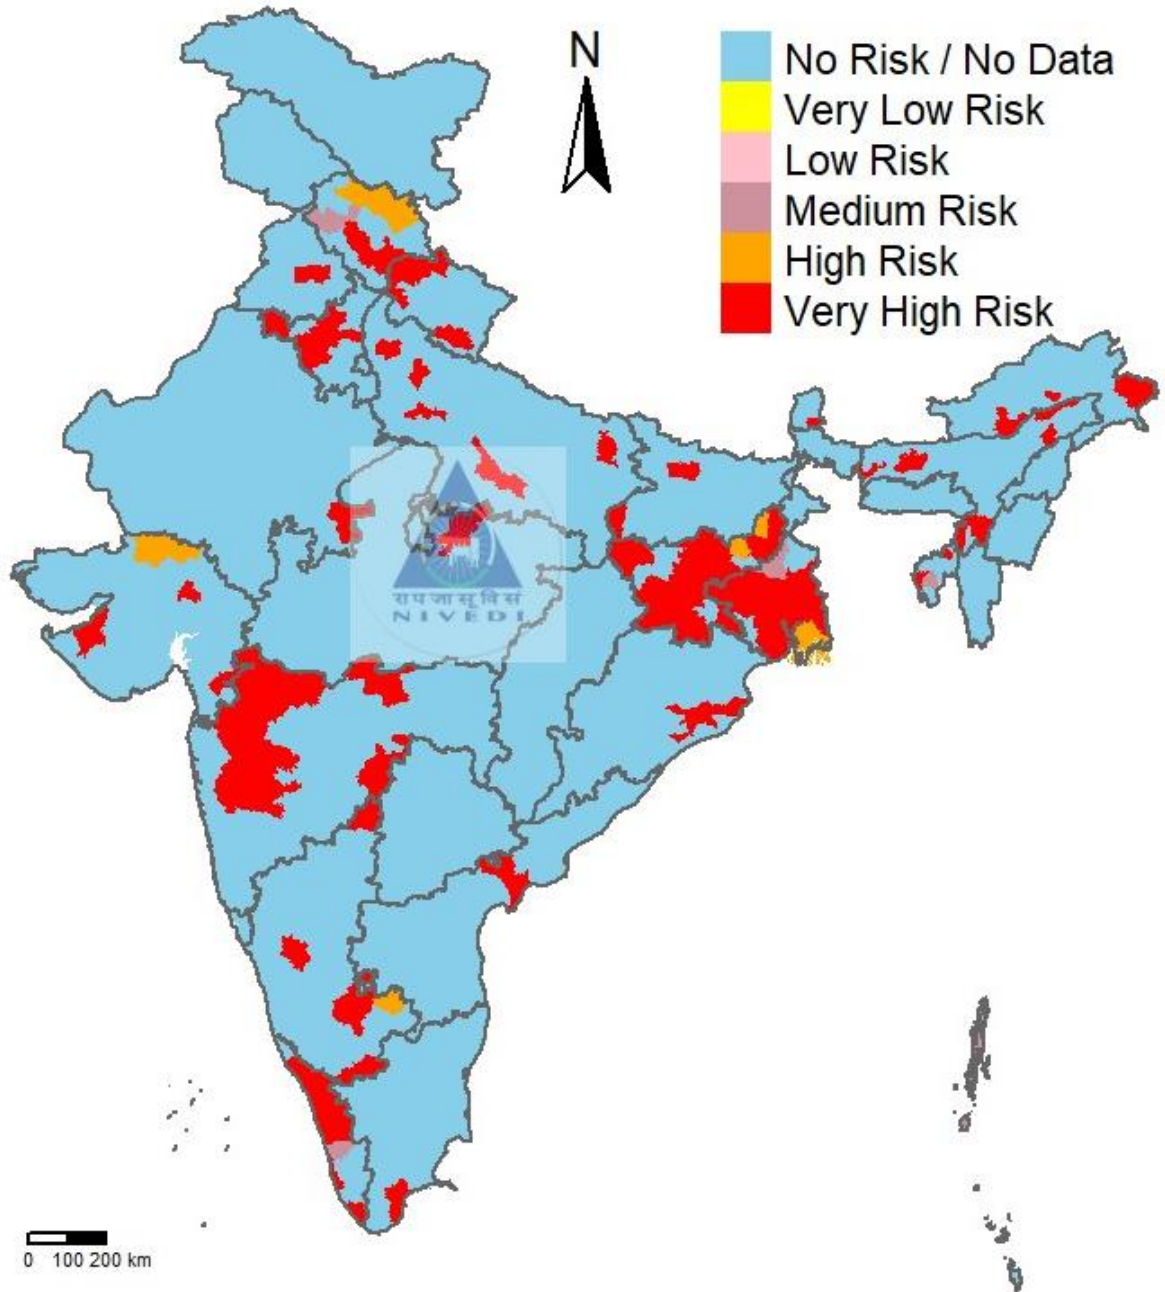 N
No Risk / No Data
Very Low Risk
Low Risk
Medium Risk
High Risk
Very High Risk
रा प जा सू वि सं
NIVEDI
0 100 200 km